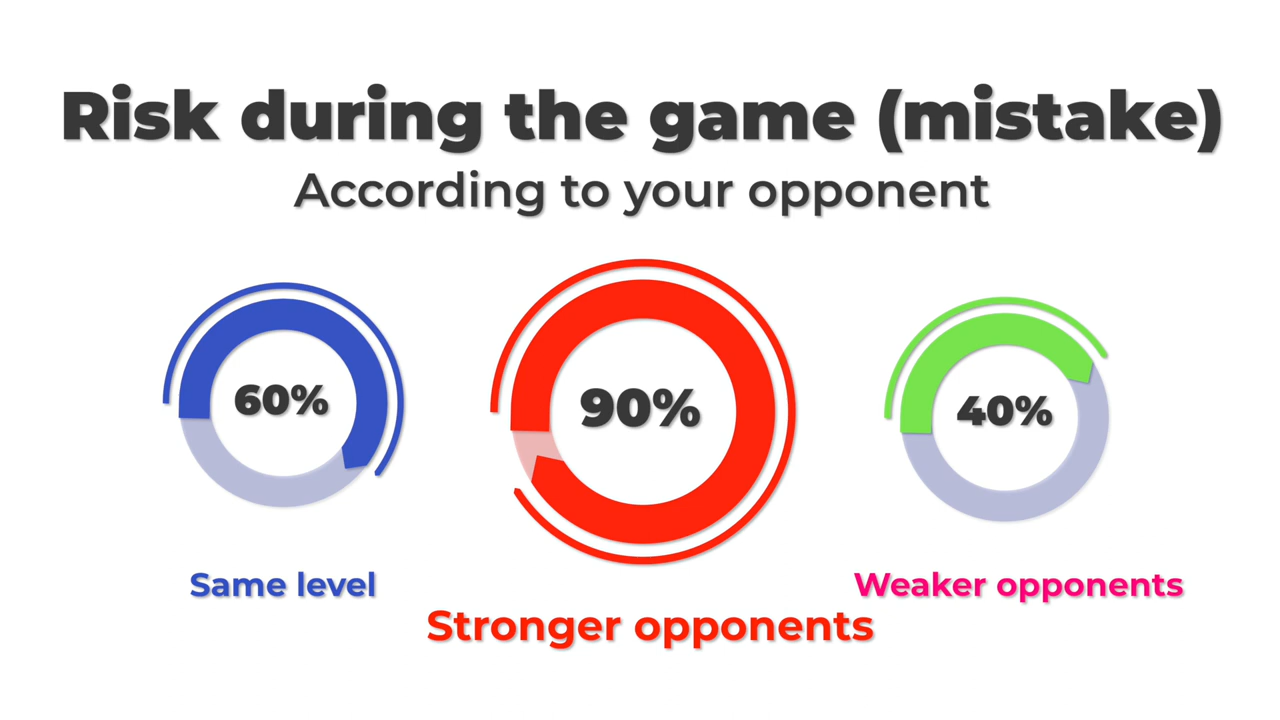 Risk during the game (mistake)
According to your opponent
60%
90%
40%
Same level
Stronger opponents
Weaker opponents